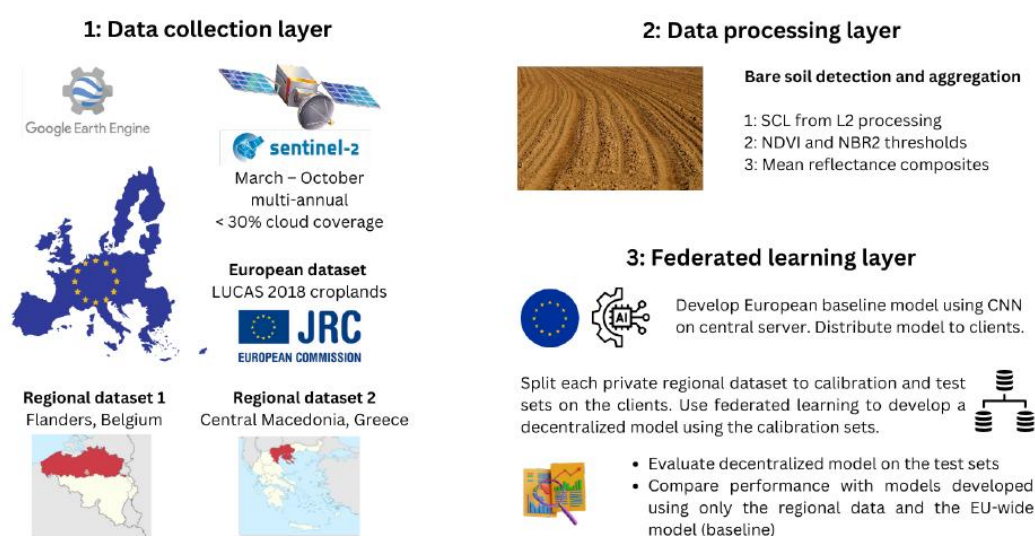 1: Data collection layer
Google Earth Engine
sentinel-2
March – October
multi-annual
< 30% cloud coverage
European dataset
LUCAS 2018 croplands
JRC
EUROPEAN COMMISSION
Regional dataset 1
Flanders, Belgium
Regional dataset 2
Central Macedonia, Greece
2: Data processing layer
Bare soil detection and aggregation
1: SCL from L2 processing
2: NDVI and NBR2 thresholds
3: Mean reflectance composites
3: Federated learning layer
AI
Develop European baseline model using CNN
on central server. Distribute model to clients.
Split each private regional dataset to calibration and test
sets on the clients. Use federated learning to develop a
decentralized model using the calibration sets.
• Evaluate decentralized model on the test sets
• Compare performance with models developed
using only the regional data and the EU-wide
model (baseline)